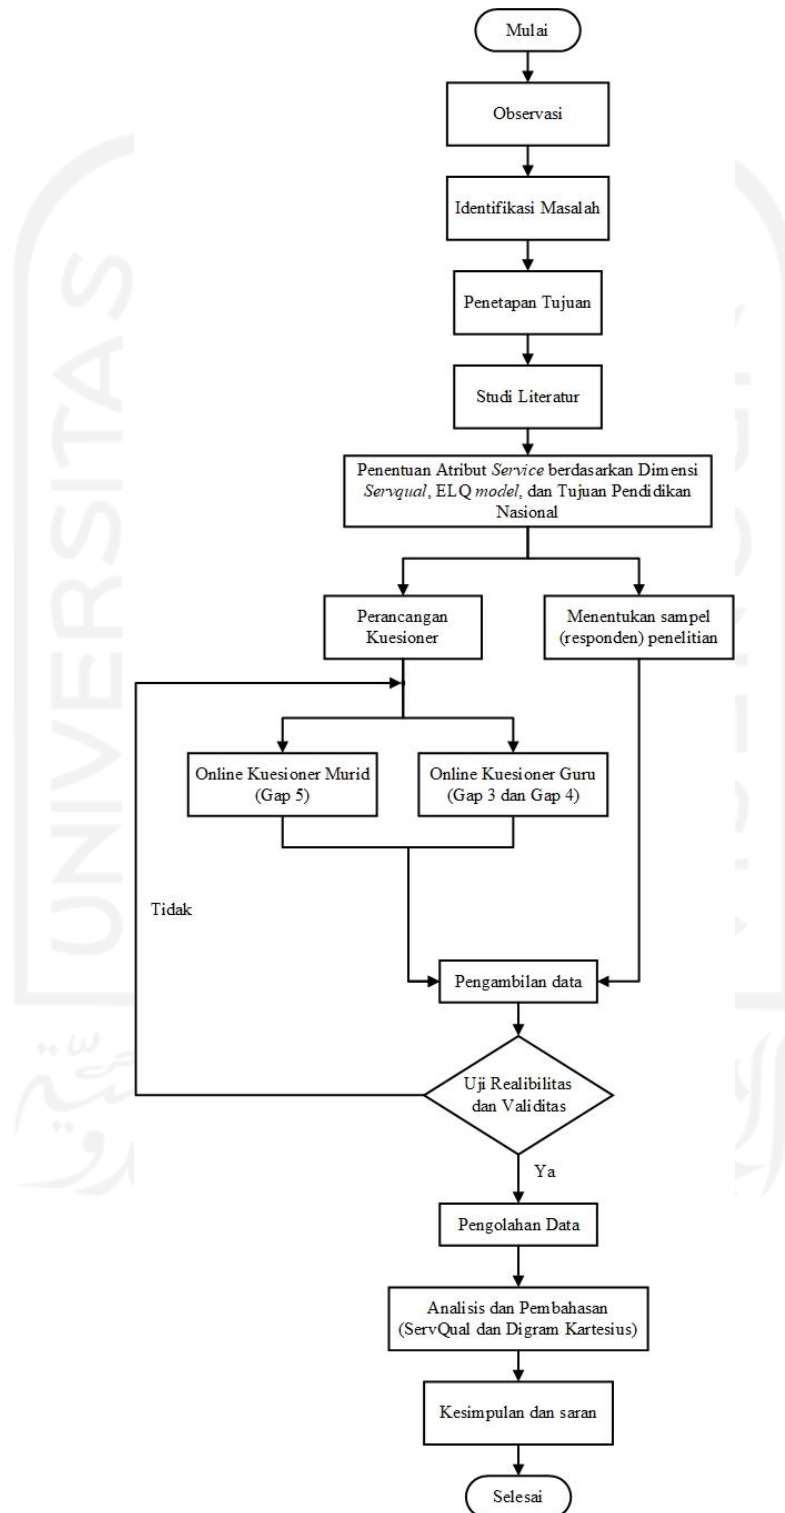 Mulai
Observasi
Identifikasi Masalah
Penetapan Tujuan
Studi Literatur
Penentuan Atribut Service berdasarkan Dimensi
Servqual, ELQ model, dan Tujuan Pendidikan
Nasional
Perancangan
Kuesioner
Menentukan sampel
(responden) penelitian
Online Kuesioner Murid
(Gap 5)
Online Kuesioner Guru
(Gap 3 dan Gap 4)
Tidak
Pengambilan data
Uji Realibilitas
dan Validitas
Ya
Pengolahan Data
Analisis dan Pembahasan
(ServQual dan Digram Kartesius)
Kesimpulan dan saran
Selesai
UNIVERSITAS